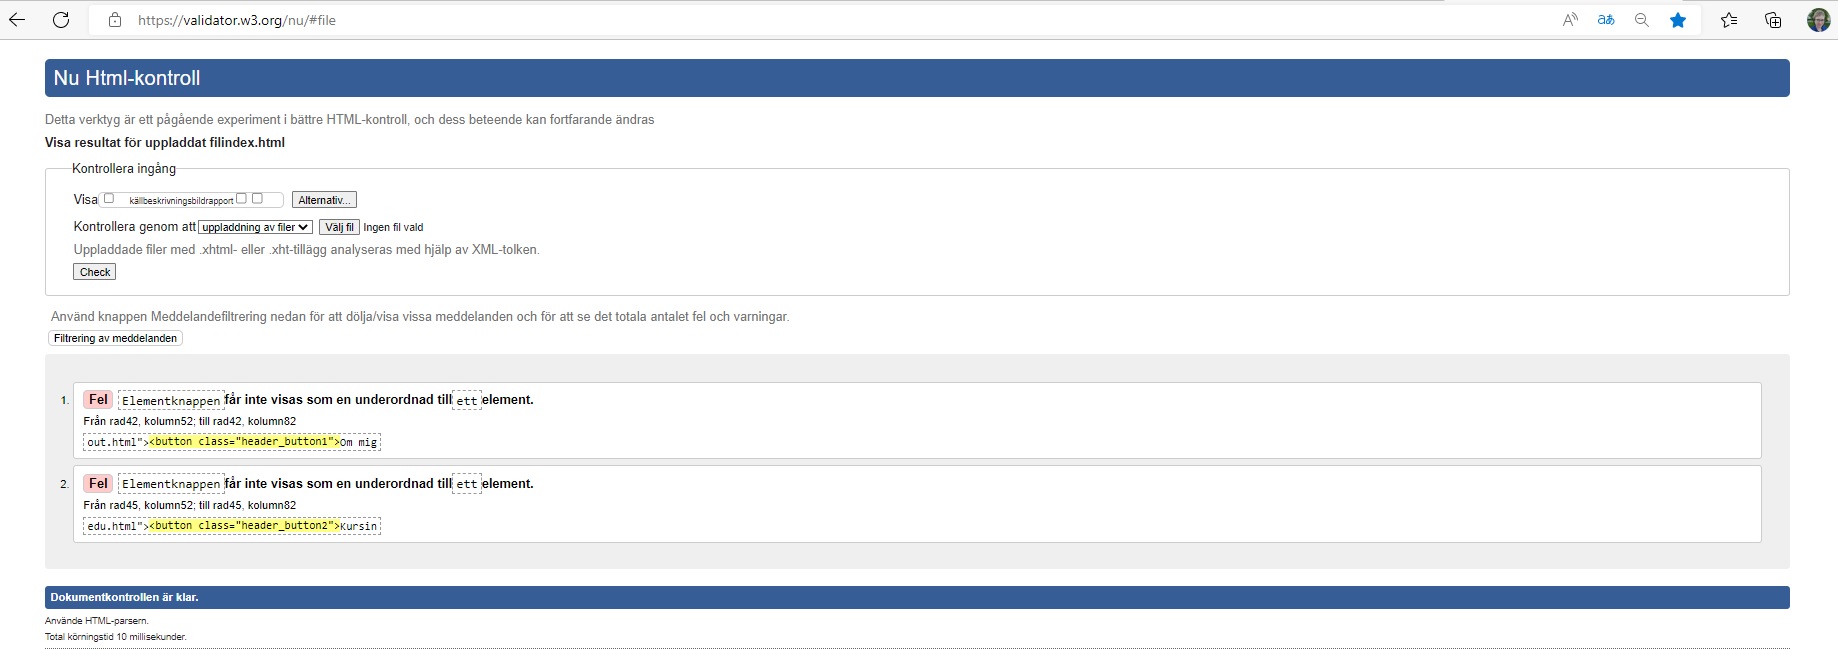 https://validator.w3.org/nu/#file
Nu Html-kontroll
Detta verktyg är ett pågående experiment i bättre HTML-kontroll, och dess beteende kan fortfarande ändras
Visa resultat för uppladdat filindex.html
Kontrollera ingång
Visa källbeskrivningsbildrapport Alternativ...
Kontrollera genom att uppladdning av filer Välj fil Ingen fil vald
Uppladdade filer med .xhtml- eller .xht-tillägg analyseras med hjälp av XML-tolken.
Check
Använd knappen Meddelandefiltrering nedan för att dölja/visa vissa meddelanden och för att se det totala antalet fel och varningar.
Filtrering av meddelanden
1. Fel Elementknappen får inte visas som en underordnad till ett element.
Från rad42, kolumn52; till rad42, kolumn82
out.html"><button class="header_button1">Om mig
2. Fel Elementknappen får inte visas som en underordnad till ett element.
Från rad45, kolumn52; till rad45, kolumn82
edu.html"><button class="header_button2">Kursin
Dokumentkontrollen är klar.
Använde HTML-parsern.
Total körningstid 10 millisekunder.